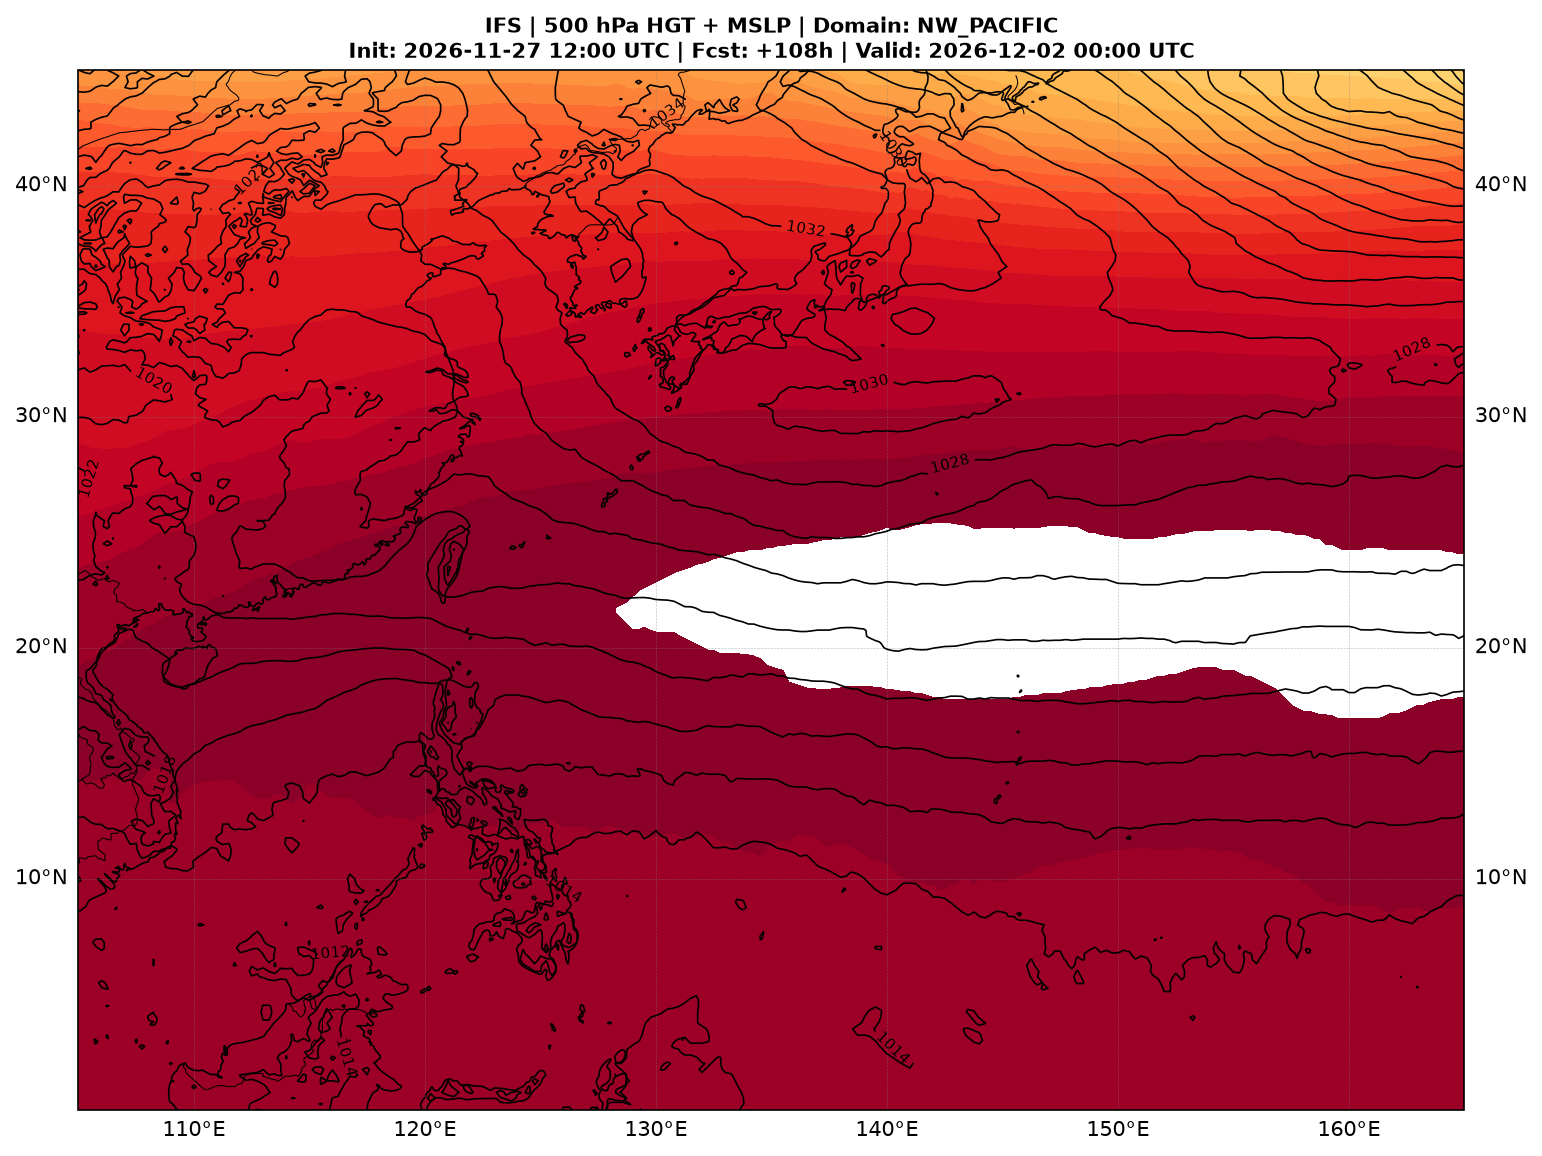 IFS | 500 hPa HGT + MSLP | Domain: NW_PACIFIC
Init: 2026-11-27 12:00 UTC | Fcst: +108h | Valid: 2026-12-02 00:00 UTC
1034
1022
40°N
40°N
1032
1028
1020
1030
30°N
30°N
1028
1022
20°N
20°N
1018
10°N
10°N
1014
1012
1014
1014
110°E
120°E
130°E
140°E
150°E
160°E